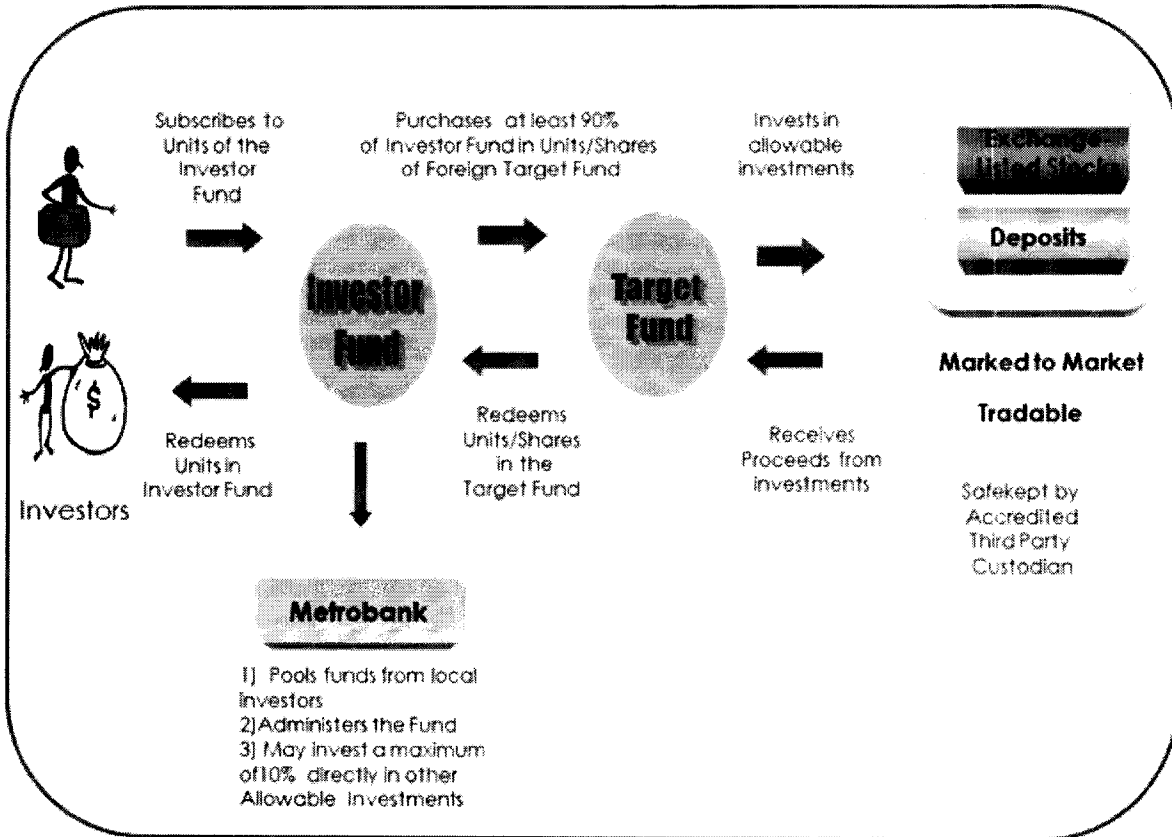 Subscribes to
Units of the
Investor
Fund
Purchases at least 90%
of Investor Fund in Units/Shares
of Foreign Target Fund
Invests in
allowable
investments
Exchange
Listed Stocks
Deposits
Investor
Fund
Target
Fund
Marked to Market
Tradable
$
Redeems
Units in
Investor Fund
Redeems
Units/Shares
in the
Target Fund
Receives
Proceeds from
investments
Investors
Safekept by
Accredited
Third Party
Custodian
Metrobank
1) Pools funds from local
Investors
2)Administers the Fund
3) May invest a maximum
of10% directly in other
Allowable Investments